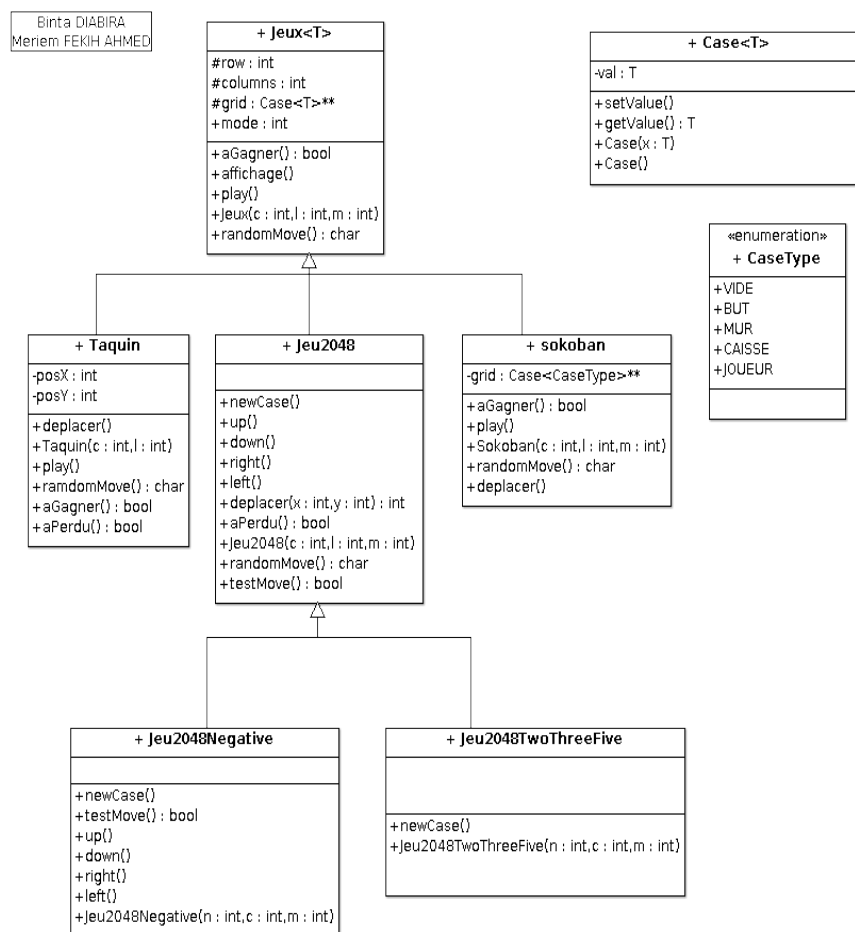 Binta DIABIRA
Meriem FEKIH AHMED
+ Jeux<T>
#row : int
#columns : int
#grid : Case<T>**
+mode : int
+aGagner() : bool
+affichage()
+play()
+Jeux(c : int,l : int,m : int)
+randomMove() : char
+ Case<T>
-val : T
+setValue()
+getValue() : T
+Case(x : T)
+Case()
«enumeration»
+ CaseType
+VIDE
+BUT
+MUR
+CAISSE
+JOUEUR
+ Taquin
-posX : int
-posY : int
+deplacer()
+Taquin(c : int,l : int)
+play()
+ramdomMove() : char
+aGagner() : bool
+aPerdu() : bool
+ Jeu2048
+newCase()
+up()
+down()
+right()
+left()
+deplacer(x : int,y : int) : int
+aPerdu() : bool
+Jeu2048(c : int,l : int,m : int)
+randomMove() : char
+testMove() : bool
+ sokoban
-grid : Case<CaseType>**
+aGagner() : bool
+play()
+Sokoban(c : int,l : int,m : int)
+randomMove() : char
+deplacer()
+ Jeu2048Negative
+newCase()
+testMove() : bool
+up()
+down()
+right()
+left()
+Jeu2048Negative(n : int,c : int,m : int)
+ Jeu2048TwoThreeFive
+newCase()
+Jeu2048TwoThreeFive(n : int,c : int,m : int)